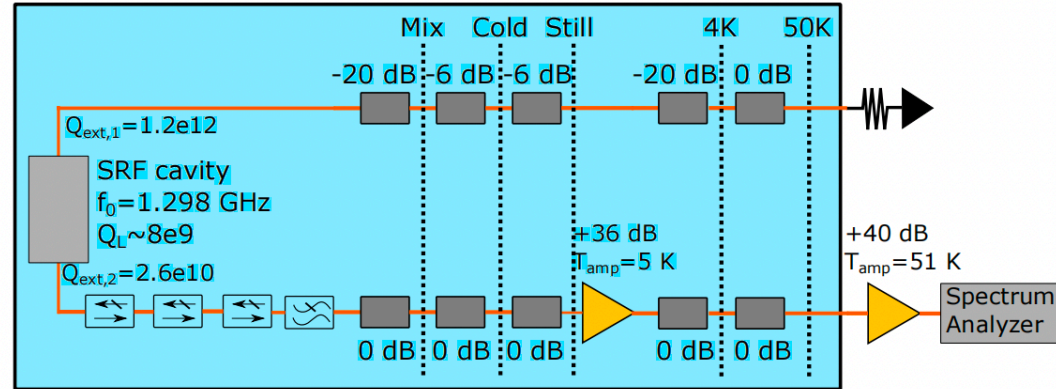 Mix Cold Still 4K 50K
-20 dB -6 dB -6 dB -20 dB 0 dB
Qext,1=1.2e12
SRF cavity
f0=1.298 GHz
QL~8e9
Qext,2=2.6e10
+36 dB
Tamp=5 K
+40 dB
Tamp=51 K
Spectrum
Analyzer
0 dB 0 dB 0 dB 0 dB 0 dB